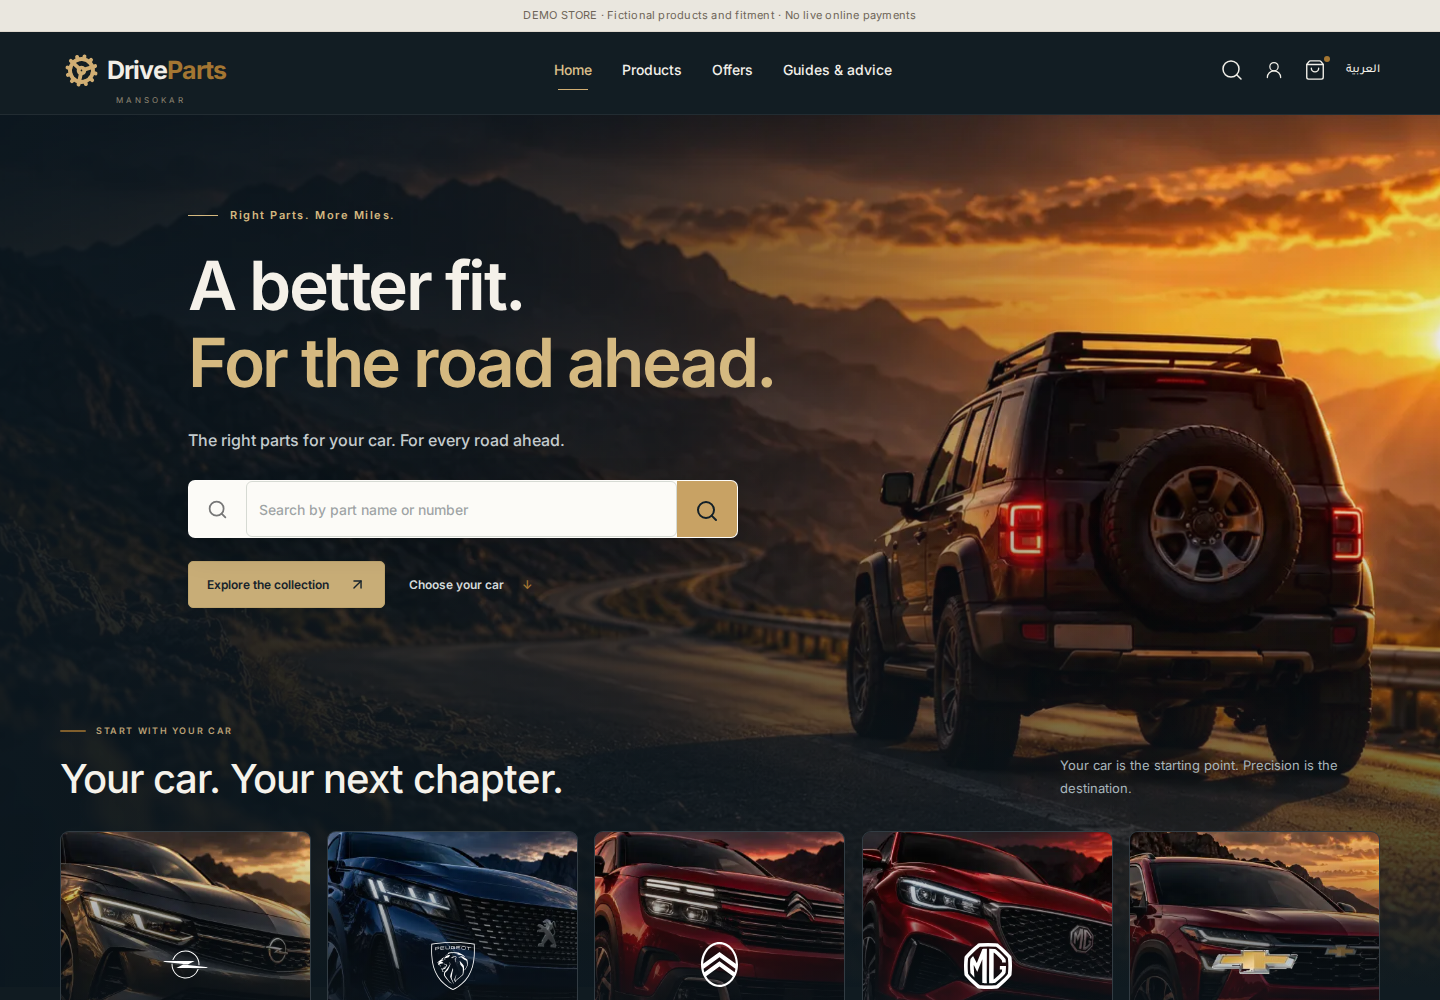 DEMO STORE · Fictional products and fitment · No live online payments
DriveParts
MANSOKAR
Home
Products
Offers
Guides & advice
العربية
Right Parts. More Miles.
A better fit.
For the road ahead.
The right parts for your car. For every road ahead.
Search by part name or number
Explore the collection
Choose your car
START WITH YOUR CAR
Your car. Your next chapter.
Your car is the starting point. Precision is the
destination.
PEUGEOT
MG
MG